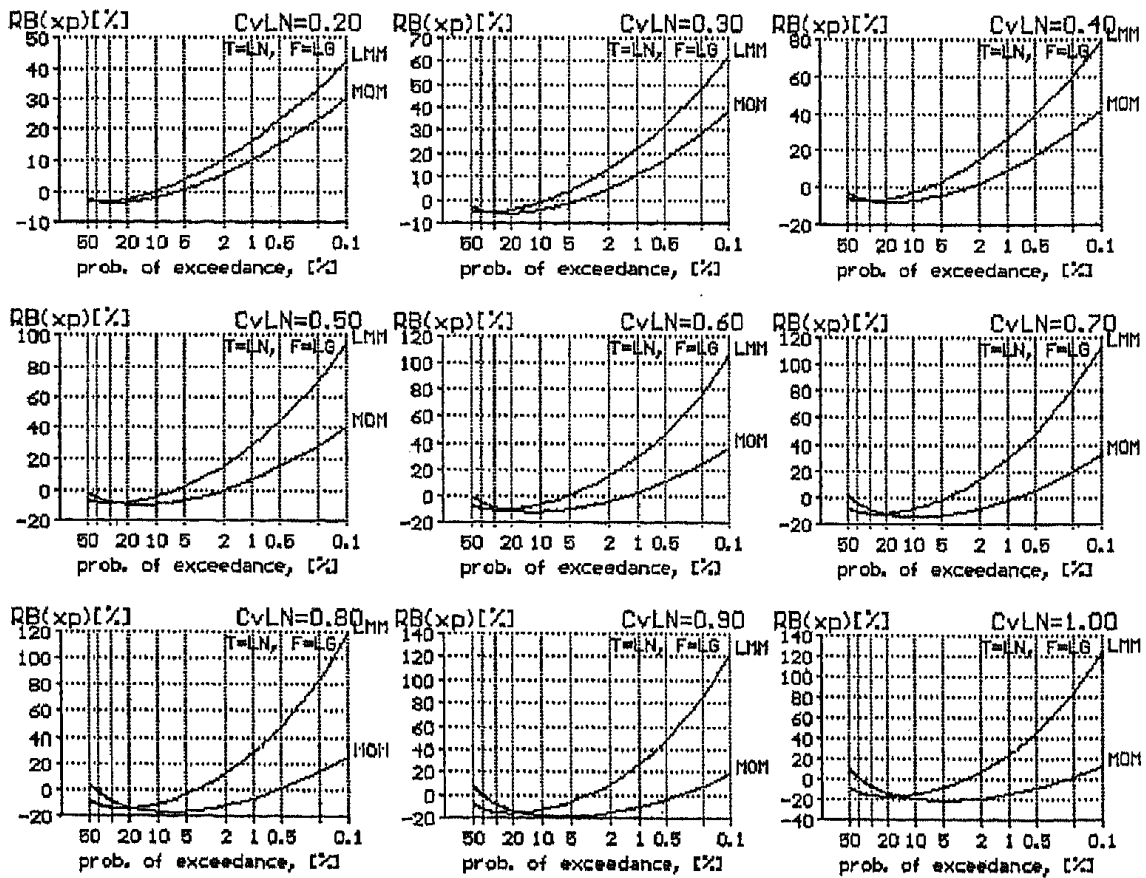 RB(xp)[%] CvLN=0.20
T=LN, F=LG
LMM
MOM
50
40
30
20
10
0
-10
50 20 10 5 2 1 0.5 0.1
prob. of exceedance, [%]
RB(xp)[%] CvLN=0.30
T=LN, F=LG
LMM
MOM
70
60
50
40
30
20
10
0
-10
50 20 10 5 2 1 0.5 0.1
prob. of exceedance, [%]
RB(xp)[%] CvLN=0.40
T=LN, F=LG
LMM
MOM
80
60
40
20
0
-20
50 20 10 5 2 1 0.5 0.1
prob. of exceedance, [%]
RB(xp)[%] CvLN=0.50
T=LN, F=LG
LMM
MOM
100
80
60
40
20
0
-20
50 20 10 5 2 1 0.5 0.1
prob. of exceedance, [%]
RB(xp)[%] CvLN=0.60
T=LN, F=LG
LMM
MOM
120
100
80
60
40
20
0
-20
50 20 10 5 2 1 0.5 0.1
prob. of exceedance, [%]
RB(xp)[%] CvLN=0.70
T=LN, F=LG
LMM
MOM
120
100
80
60
40
20
0
-20
50 20 10 5 2 1 0.5 0.1
prob. of exceedance, [%]
RB(xp)[%] CvLN=0.80
T=LN, F=LG
LMM
MOM
120
100
80
60
40
20
0
-20
50 20 10 5 2 1 0.5 0.1
prob. of exceedance, [%]
RB(xp)[%] CvLN=0.90
T=LN, F=LG
LMM
MOM
140
120
100
80
60
40
20
0
-20
50 20 10 5 2 1 0.5 0.1
prob. of exceedance, [%]
RB(xp)[%] CvLN=1.00
T=LN, F=LG
LMM
MOM
140
120
100
80
60
40
20
0
-20
-40
50 20 10 5 2 1 0.5 0.1
prob. of exceedance, [%]